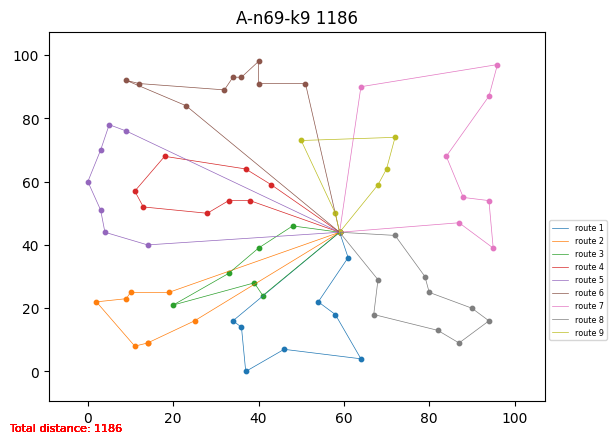 A-n69-k9 1186
100
80
60
40
20
0
0 20 40 60 80 100
route 1
route 2
route 3
route 4
route 5
route 6
route 7
route 8
route 9
Total distance: 1186